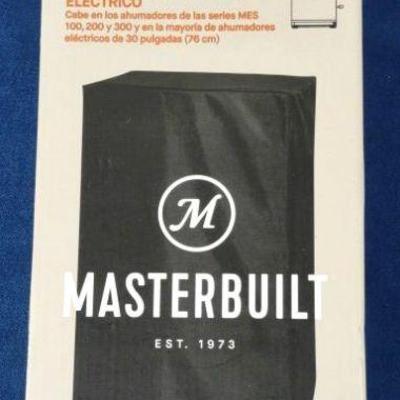 ELÉCTRICO
Cabe en los ahumadores de las series MES
100, 200 y 300 y en la mayoría de ahumadores
eléctricos de 30 pulgadas (76 cm)
M
MASTERBUILT
EST. 1973